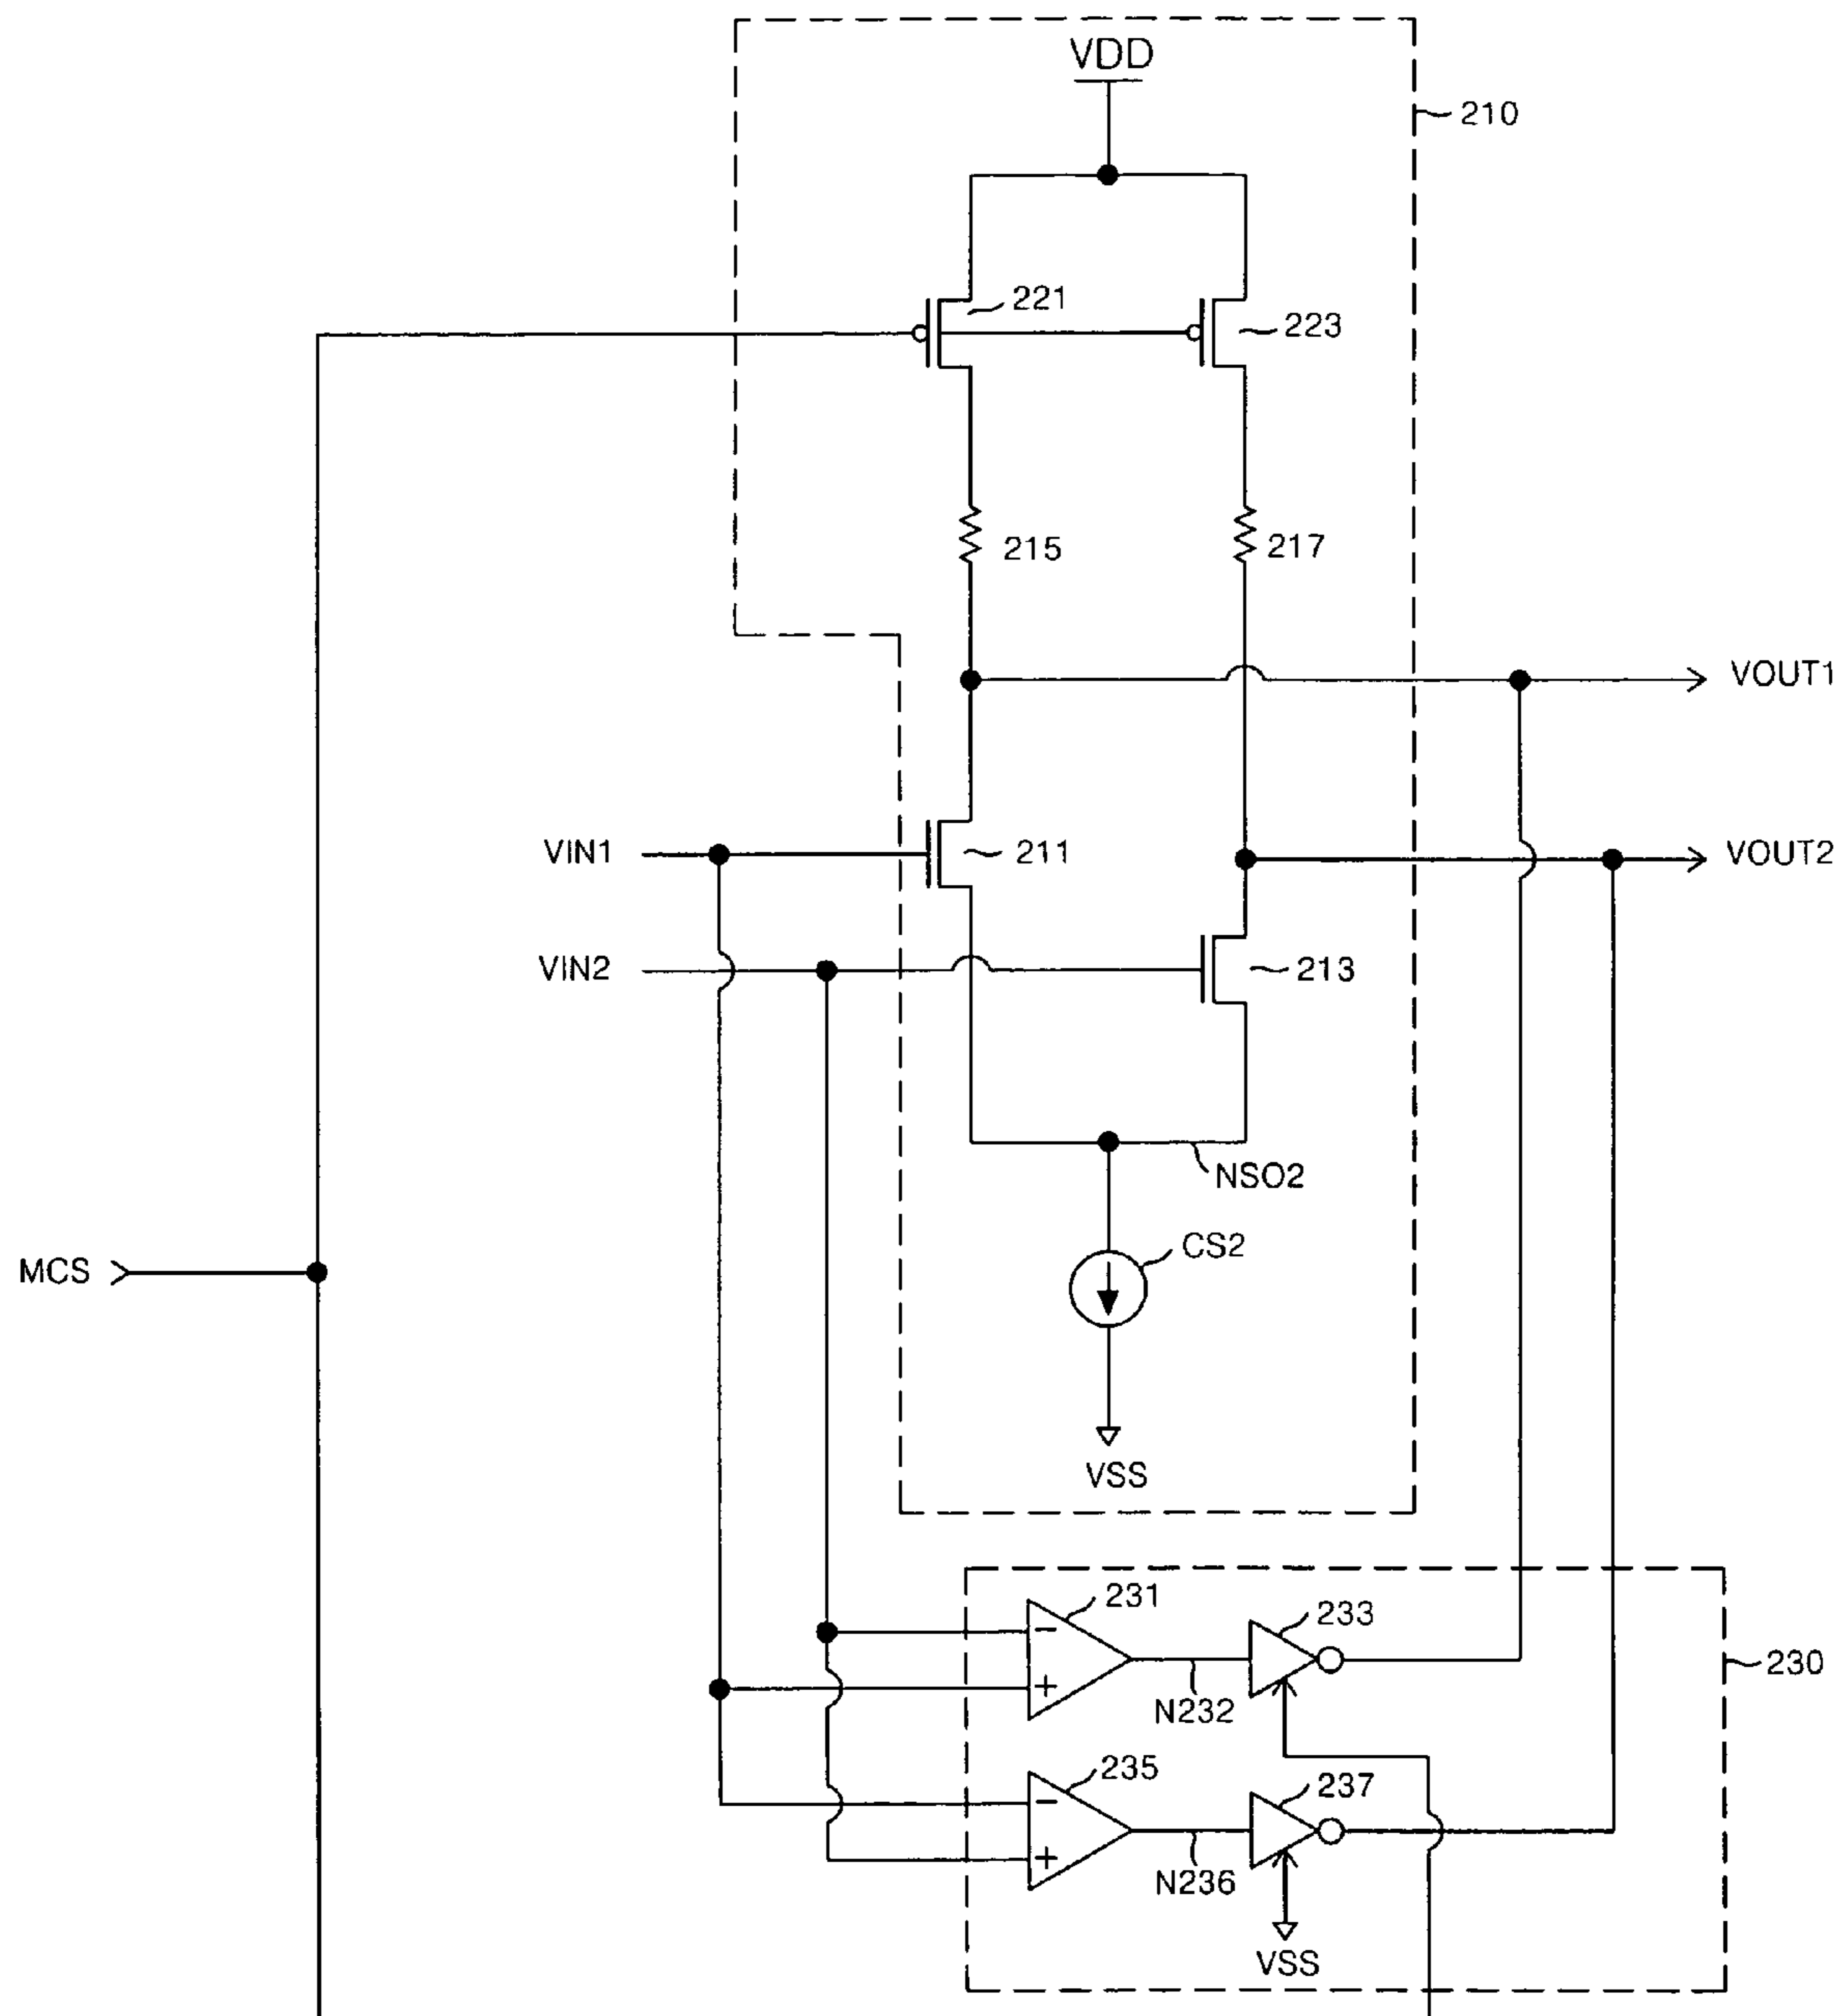 VDD
210
221
223
215
217
VOUT1
VIN1
211
VOUT2
VIN2
213
NSO2
CS2
MCS
VSS
231
233
−
230
+
N232
235
237
−
+
N236
VSS